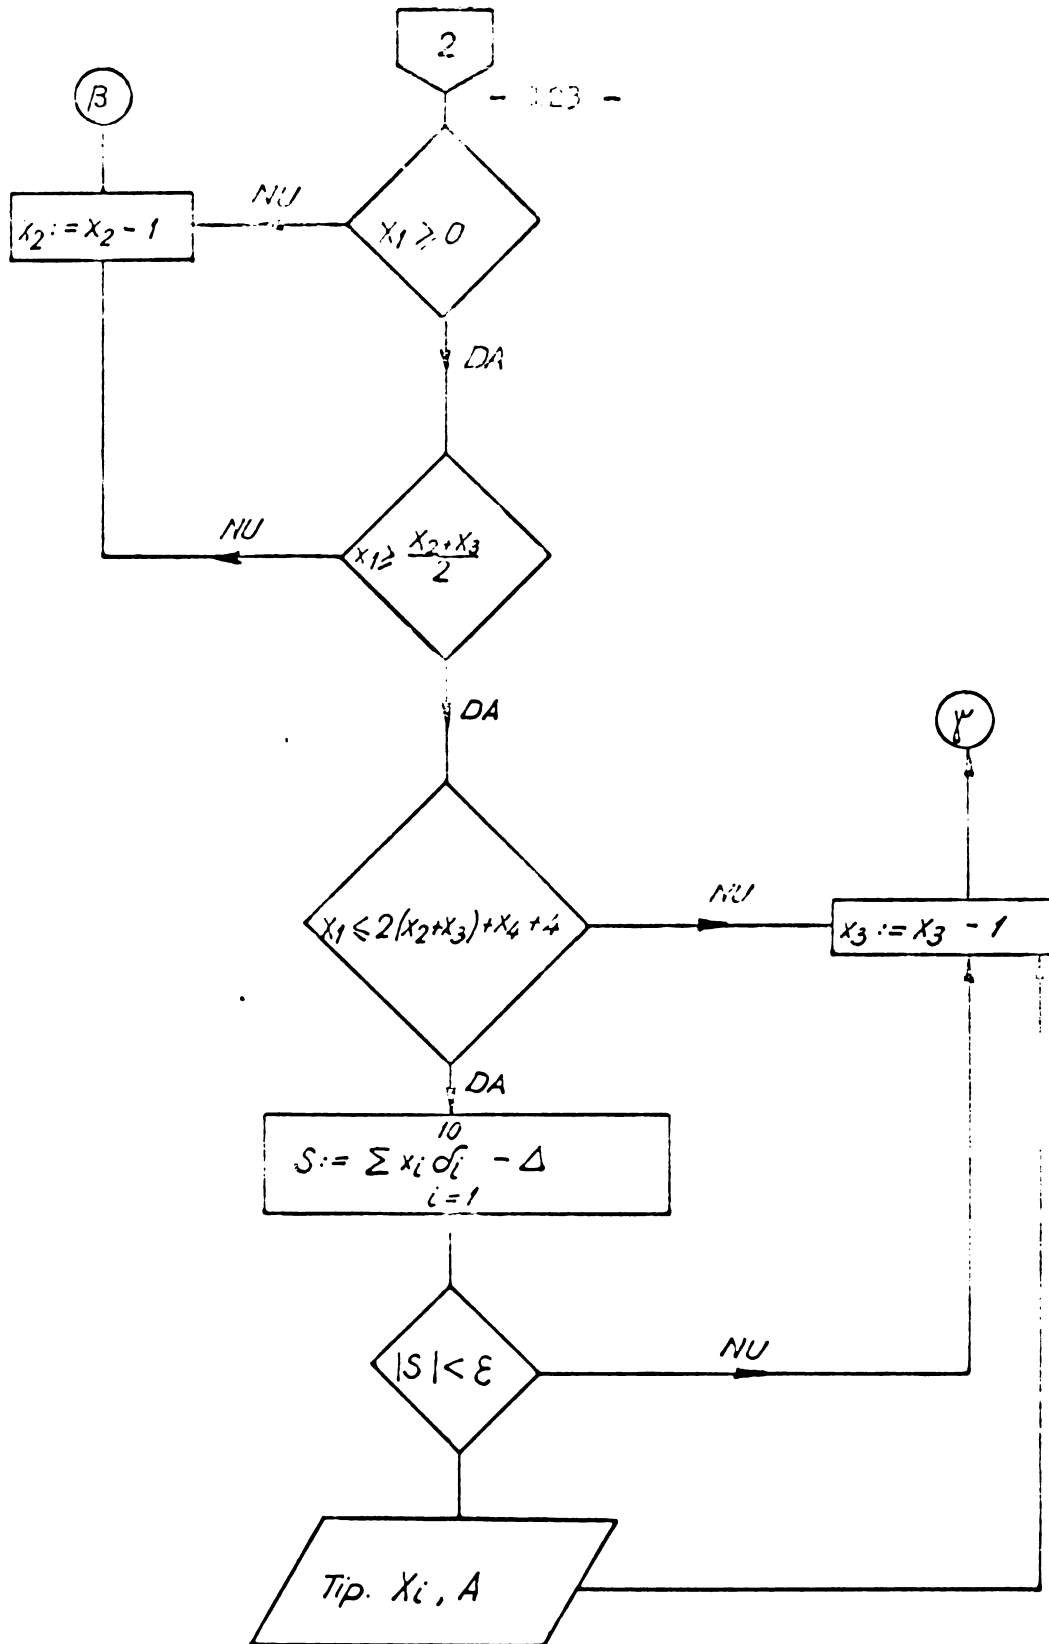 2
β
NU
x₂ := x₂ - 1
x₁ ≥ 0
DA
NU
x₁ ≥ (x₂ + x₃)/2
DA
γ
x₁ ≤ 2(x₂+x₃)+x₄+4
NU
x₃ := x₃ - 1
DA
10
S := Σ xᵢ δᵢ - Δ
i = 1
|S| < ε
NU
Tip. Xi, A